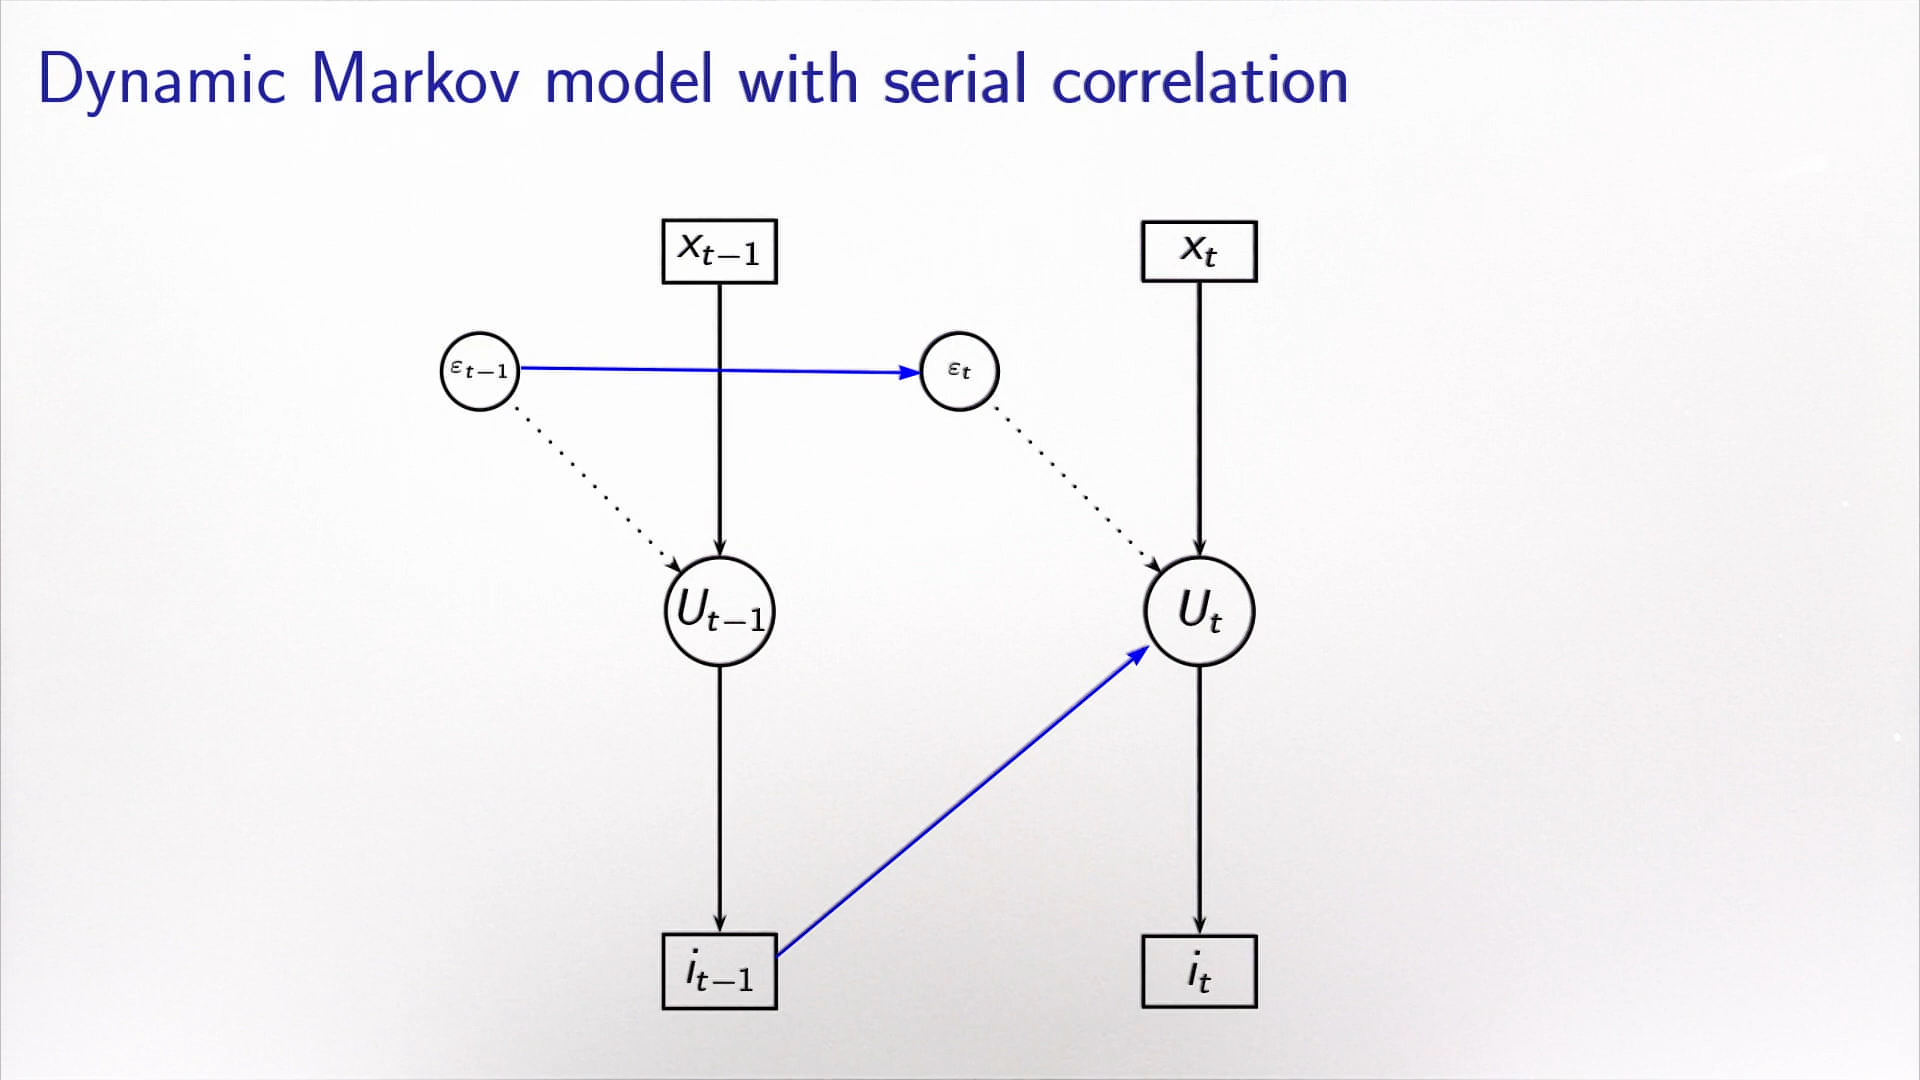 Dynamic Markov model with serial correlation
x_{t−1} x_t
ε_{t−1} ε_t
U_{t−1} U_t
i_{t−1} i_t